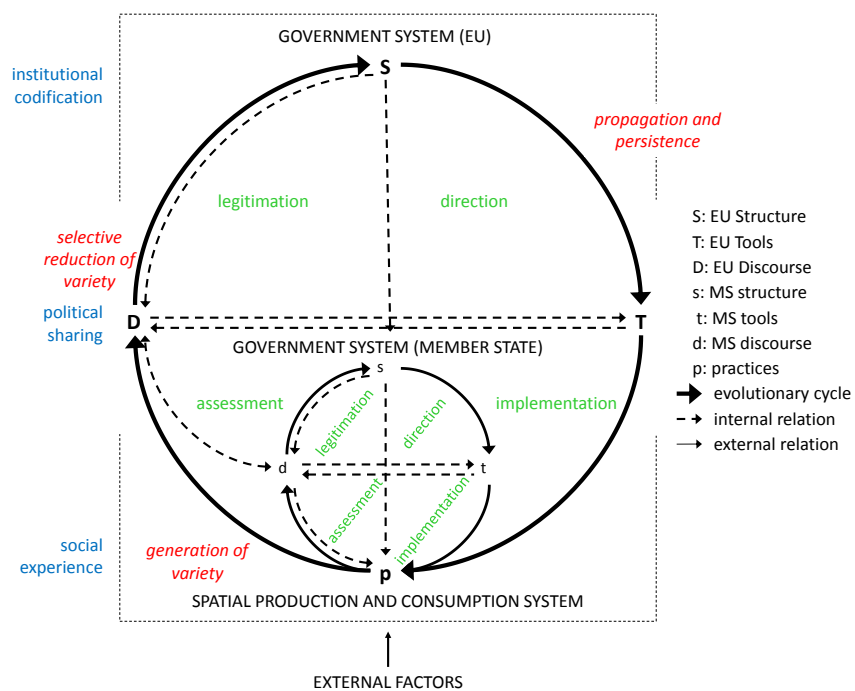 GOVERNMENT SYSTEM (EU)
institutional
codification
S
propagation and
persistence
legitimation
direction
selective
reduction of
variety
political
sharing
D
T
GOVERNMENT SYSTEM (MEMBER STATE)
s
assessment
implementation
legitimation
direction
d
t
assessment
implementation
social
experience
generation of
variety
p
SPATIAL PRODUCTION AND CONSUMPTION SYSTEM
EXTERNAL FACTORS
S: EU Structure
T: EU Tools
D: EU Discourse
s: MS structure
t: MS tools
d: MS discourse
p: practices
evolutionary cycle
internal relation
external relation